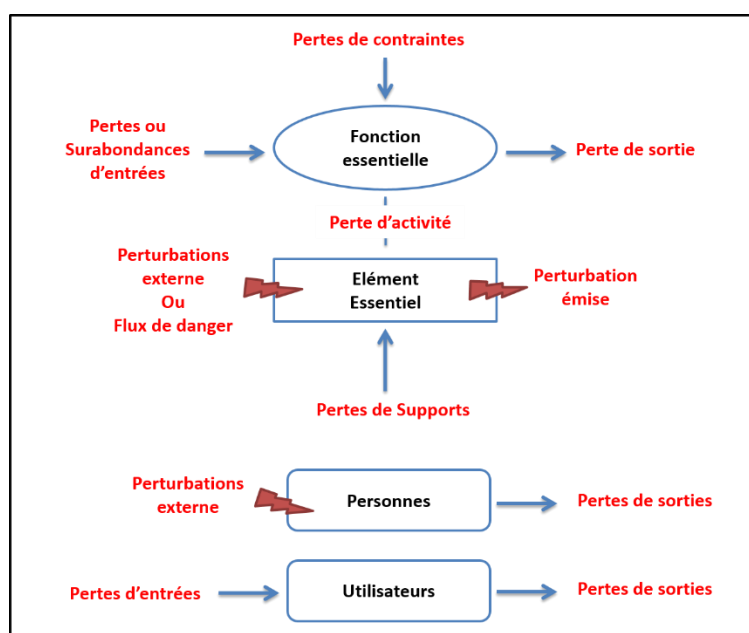 Pertes de contraintes
Pertes ou
Surabondances
d'entrées
Fonction
essentielle
Perte de sortie
Perte d'activité
Perturbations
externe
Ou
Flux de danger
Elément
Essentiel
Perturbation
émise
Pertes de Supports
Perturbations
externe
Personnes
Pertes de sorties
Pertes d'entrées
Utilisateurs
Pertes de sorties